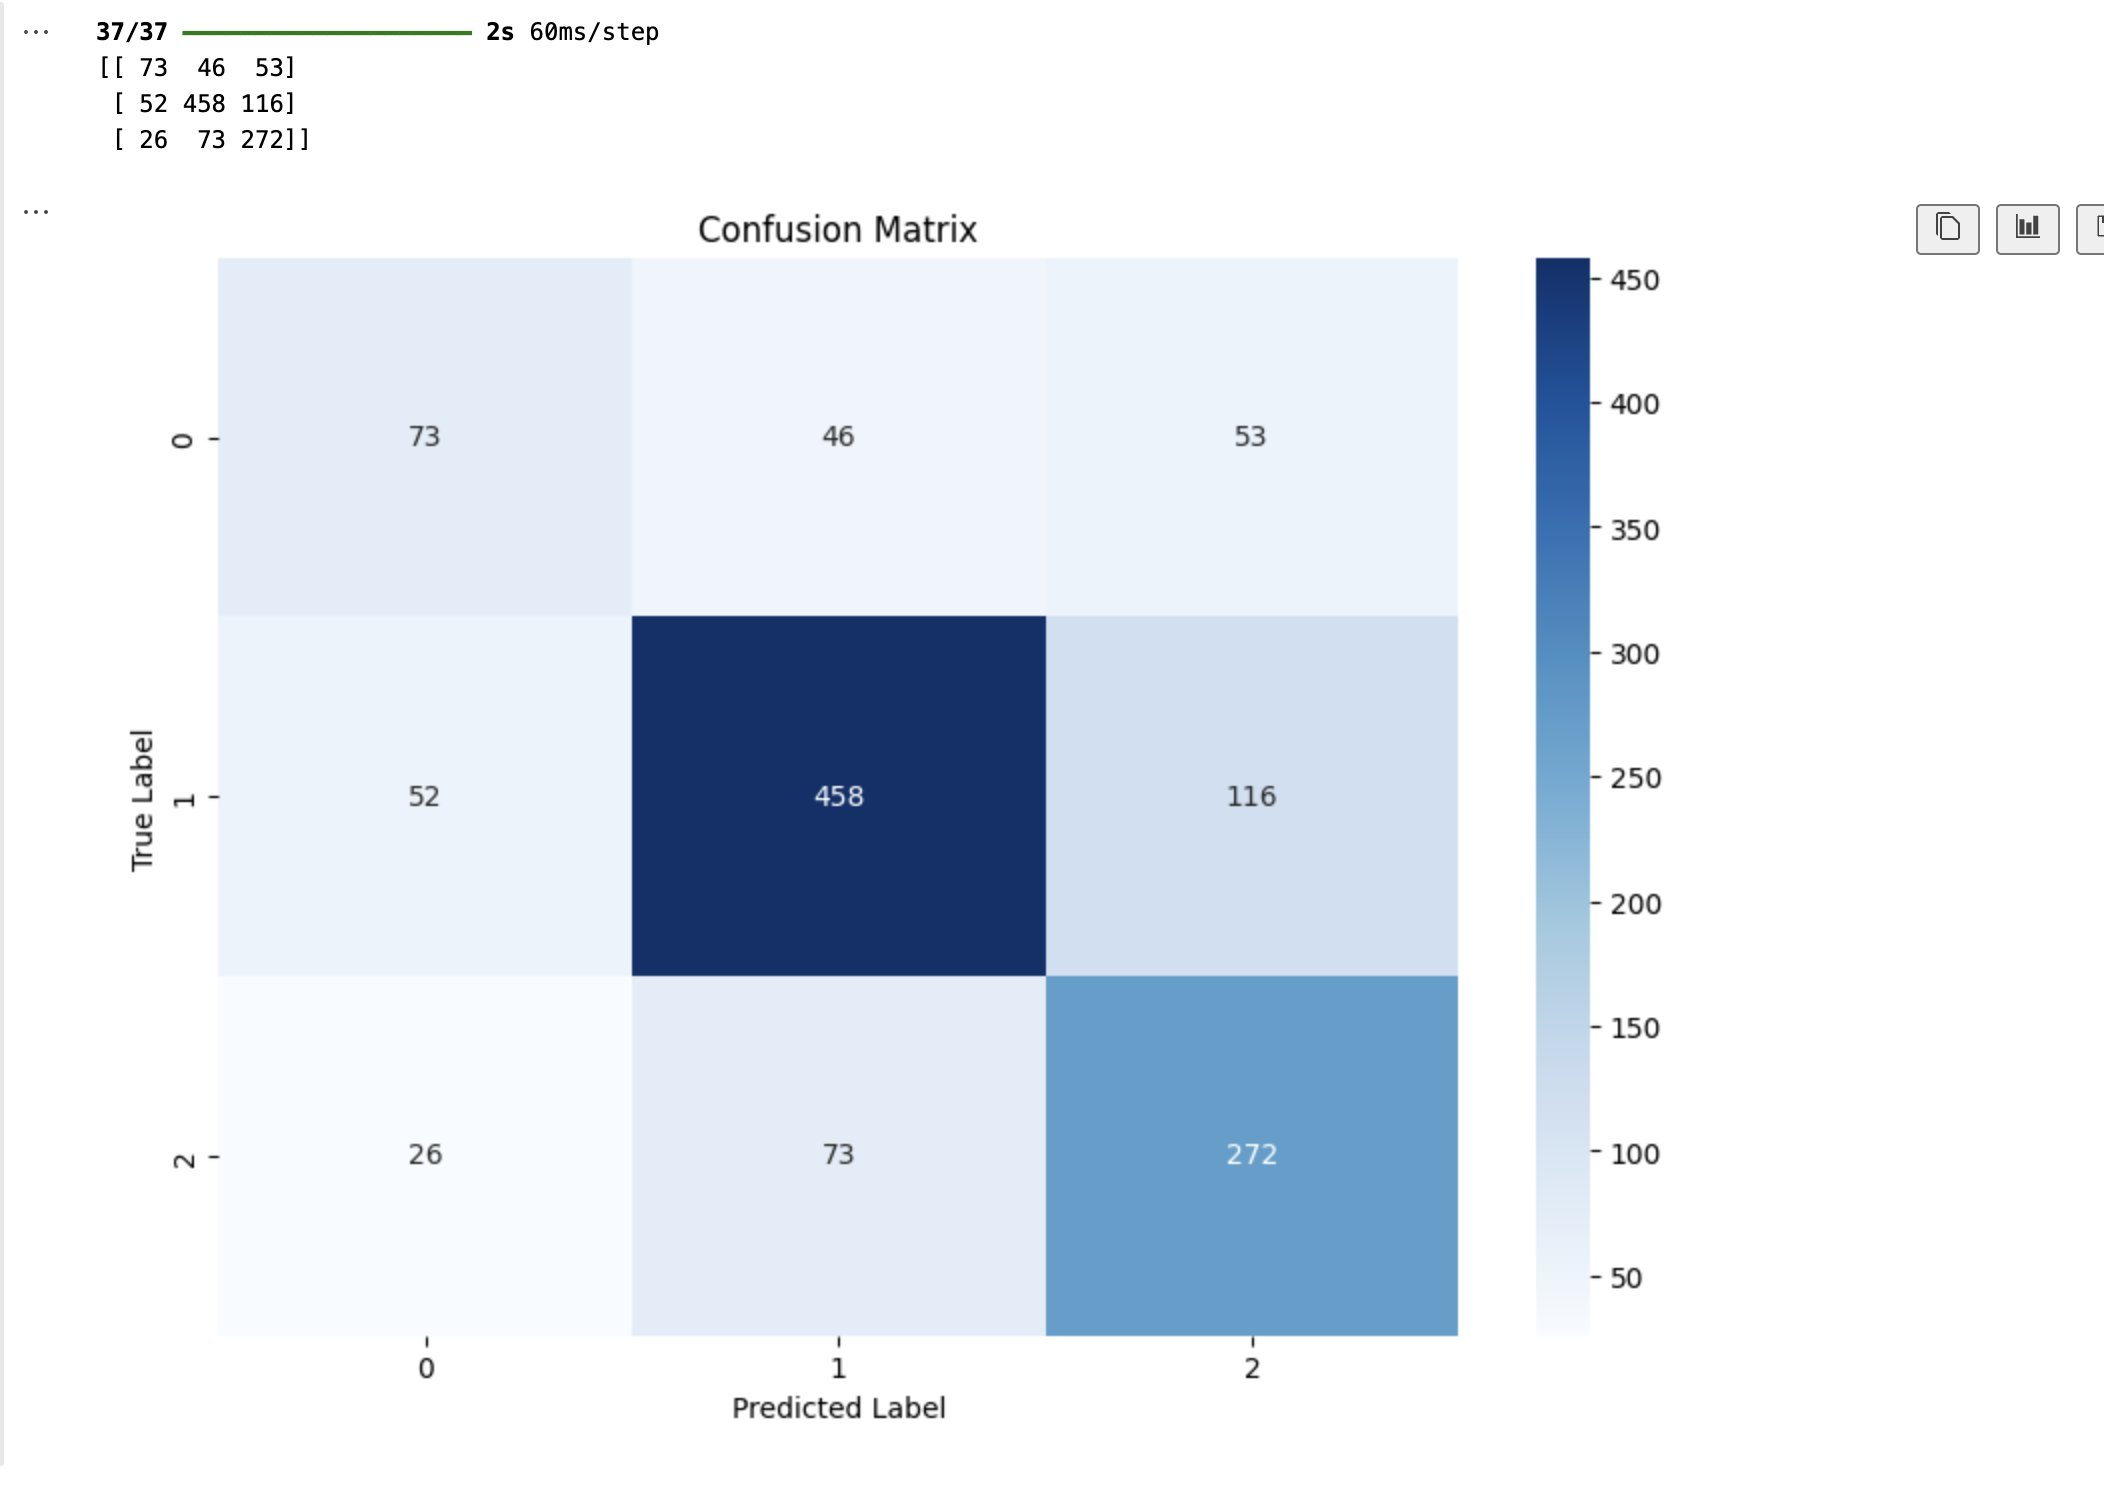 ... 37/37 ━━━━━━━━━━ 2s 60ms/step
[[ 73  46  53]
 [ 52 458 116]
 [ 26  73 272]]
...
Confusion Matrix
450
400
350
300
250
200
150
100
50
0
73 46 53
True Label
1
52 458 116
2
26 73 272
0 1 2
Predicted Label